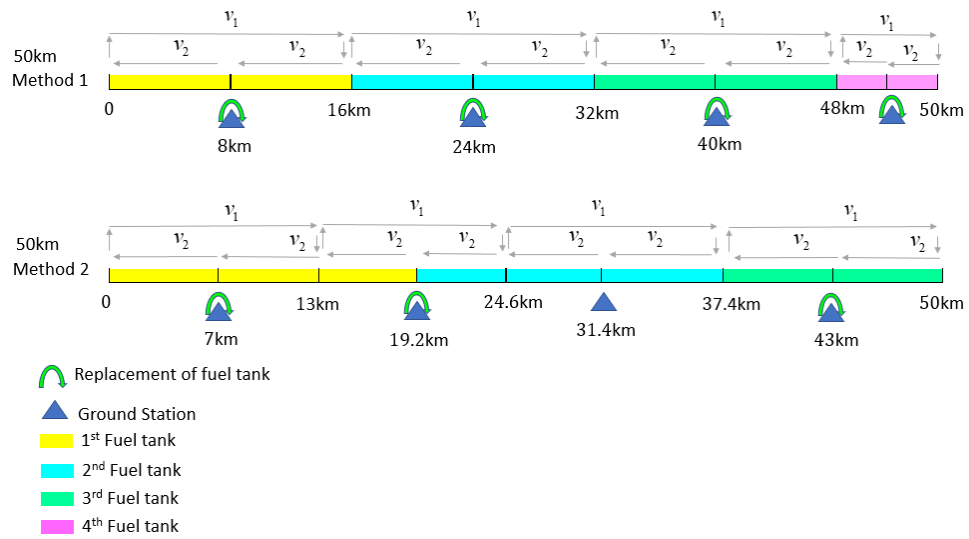 v1
v1
v1
v1
v2
v2
v2
v2
v2
v2
v2
v2
50km
Method 1
0
16km
32km
48km
50km
8km
24km
40km
v1
v1
v1
v1
v2
v2
v2
v2
v2
v2
v2
v2
50km
Method 2
0
13km
24.6km
37.4km
50km
7km
19.2km
31.4km
43km
Replacement of fuel tank
Ground Station
1st Fuel tank
2nd Fuel tank
3rd Fuel tank
4th Fuel tank